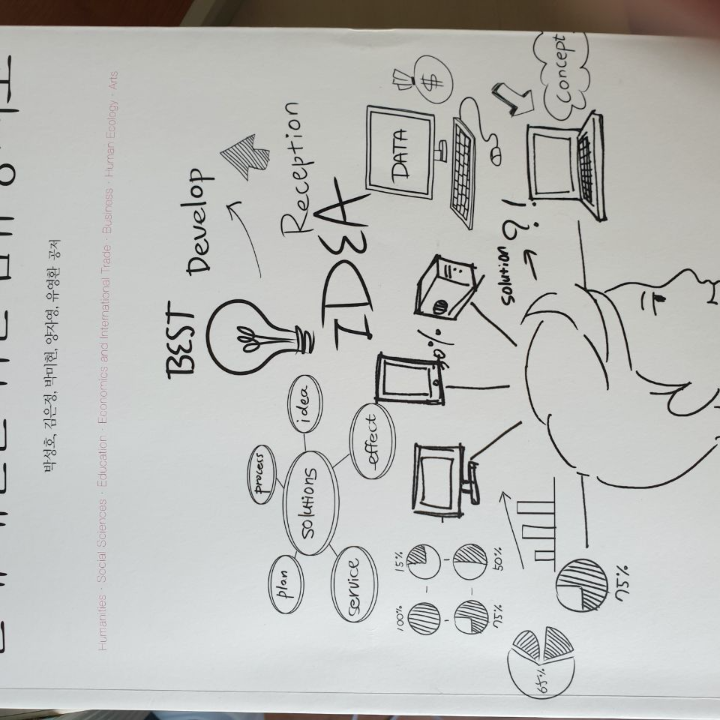 박성호, 김은정, 박미현, 양자영, 유영환 공저
Humanities · Social Sciences · Education · Economics and International Trade · Business · Human Ecology · Arts
BEST
Develop
Reception
IDEA
DATA
$
concept
solution
→ ?!
0%
idea
process
effect
solutions
plan
service
15%
50%
100%
75%
75%
65%